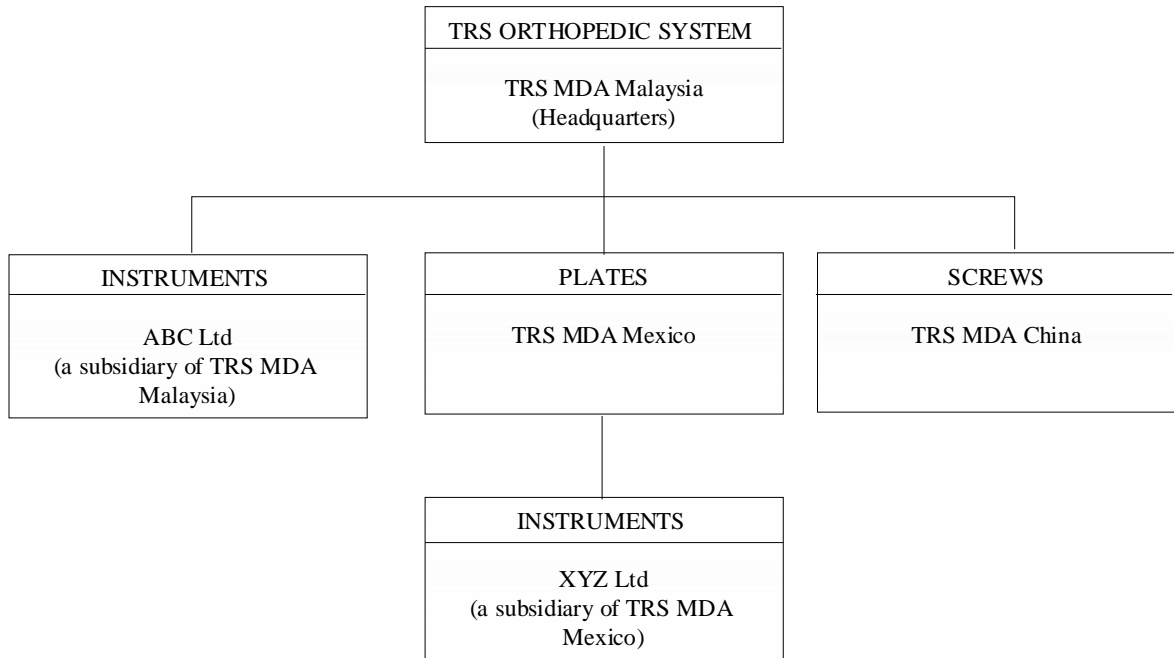 TRS ORTHOPEDIC SYSTEM
TRS MDA Malaysia
(Headquarters)
INSTRUMENTS
ABC Ltd
(a subsidiary of TRS MDA
Malaysia)
PLATES
TRS MDA Mexico
SCREWS
TRS MDA China
INSTRUMENTS
XYZ Ltd
(a subsidiary of TRS MDA
Mexico)